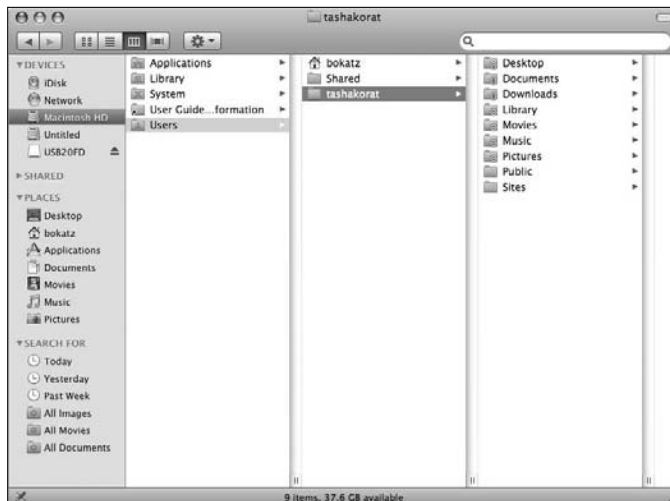 tashakorat
DEVICES
iDisk
Network
Macintosh HD
Untitled
USB20FD
SHARED
PLACES
Desktop
bokatz
Applications
Documents
Movies
Music
Pictures
SEARCH FOR
Today
Yesterday
Past Week
All Images
All Movies
All Documents
Applications
Library
System
User Guide...formation
Users
bokatz
Shared
tashakorat
Desktop
Documents
Downloads
Library
Movies
Music
Pictures
Public
Sites
9 items, 37.6 GB available